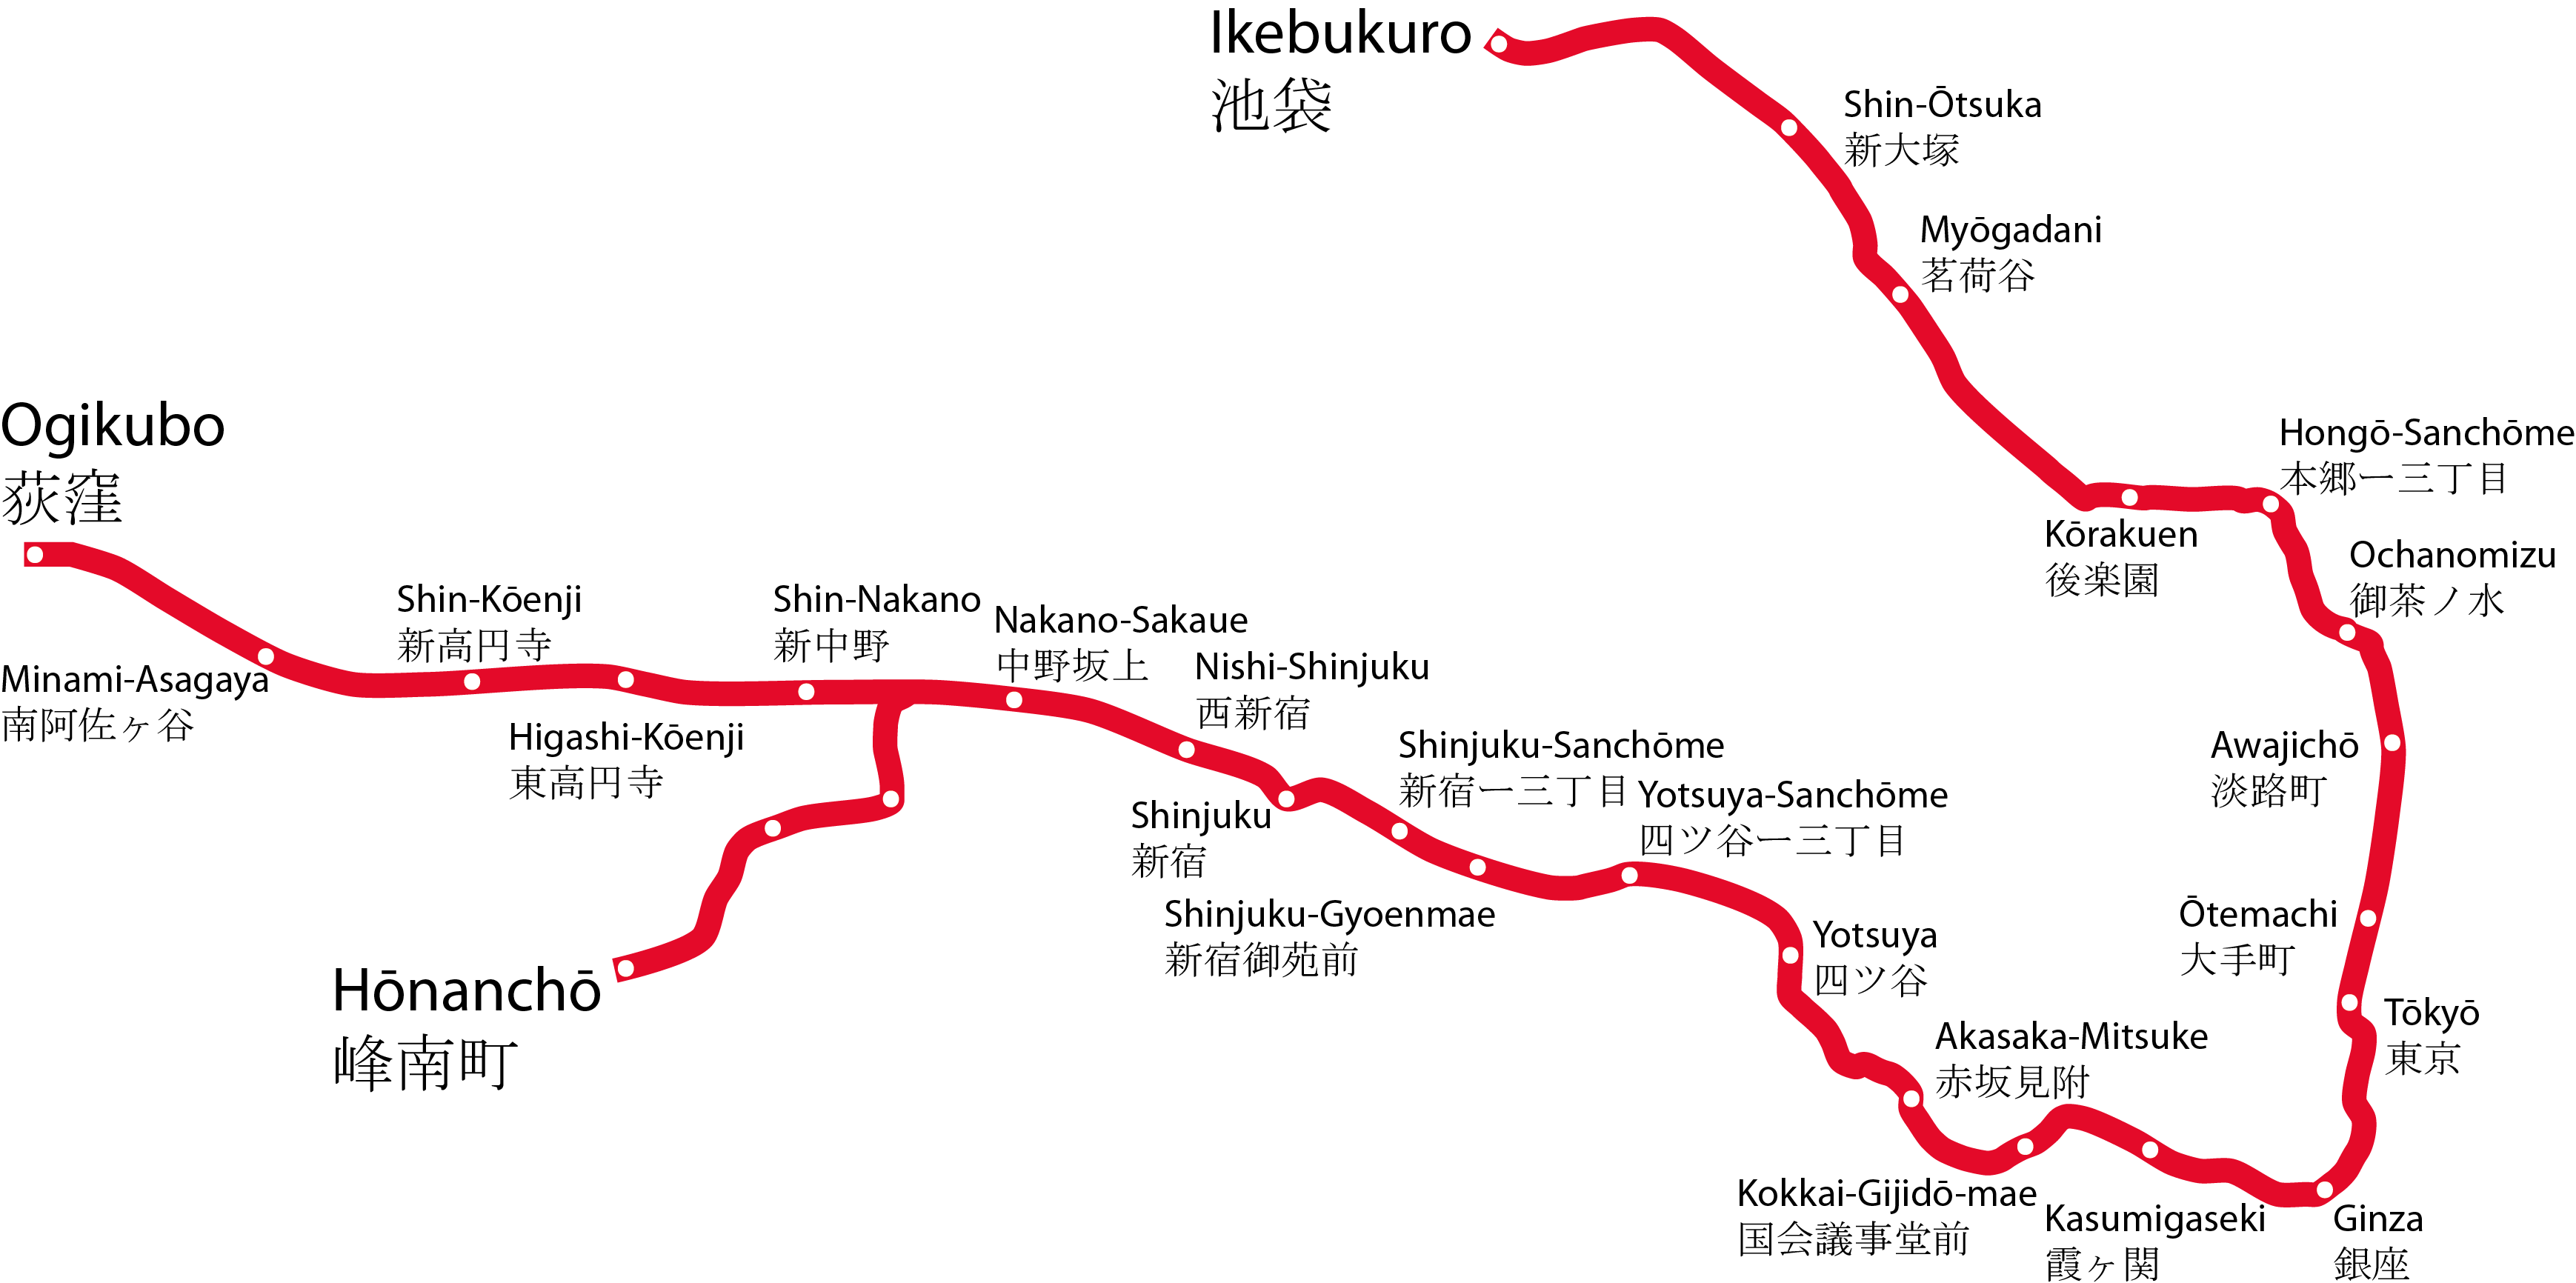 Ikebukuro
池袋
Shin-Ōtsuka
新大塚
Myōgadani
茗荷谷
Ogikubo
荻窪
Hongō-Sanchōme
本郷一三丁目
Kōrakuen
後楽園
Ochanomizu
御茶ノ水
Shin-Kōenji
新高円寺
Shin-Nakano
新中野
Nakano-Sakaue
中野坂上
Nishi-Shinjuku
西新宿
Minami-Asagaya
南阿佐ヶ谷
Higashi-Kōenji
東高円寺
Shinjuku-Sanchōme
新宿一三丁目
Awajichō
淡路町
Yotsuya-Sanchōme
四ツ谷一三丁目
Shinjuku
新宿
Shinjuku-Gyoenmae
新宿御苑前
Ōtemachi
大手町
Yotsuya
四ツ谷
Hōnanchō
峰南町
Tōkyō
東京
Akasaka-Mitsuke
赤坂見附
Kokkai-Gijidō-mae
国会議事堂前
Kasumigaseki
霞ヶ関
Ginza
銀座